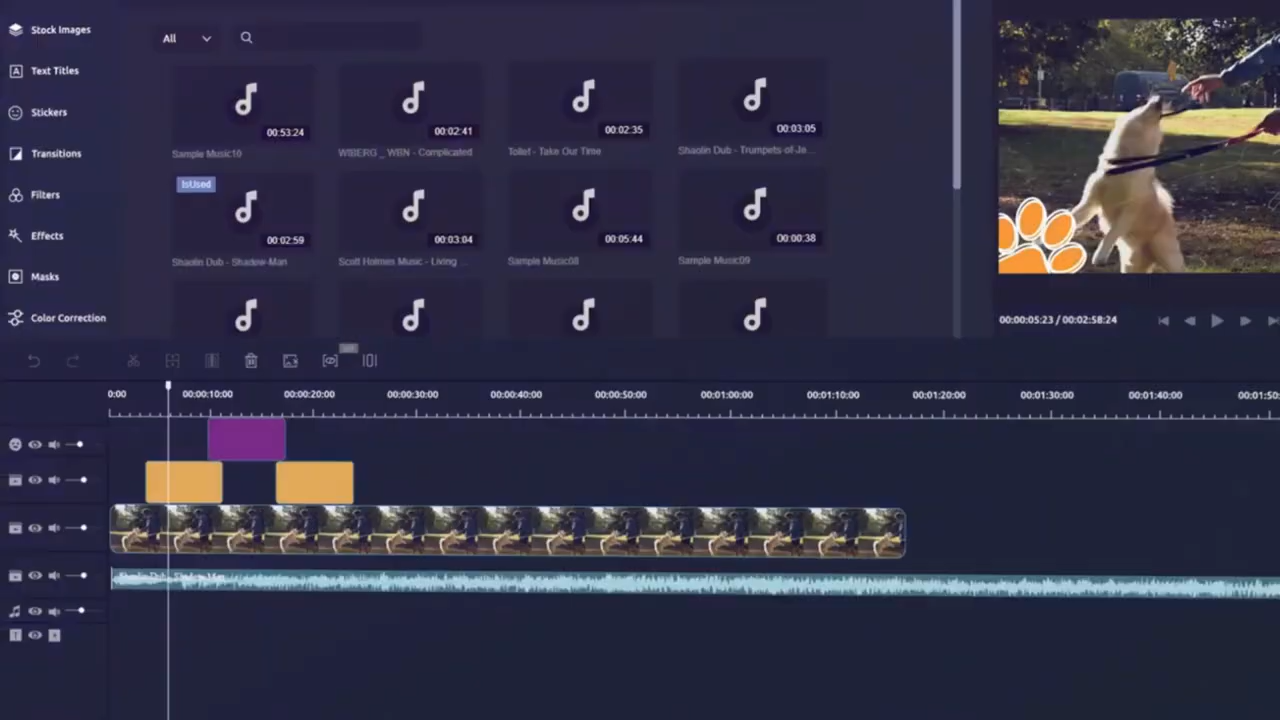 Stock Images
Text Titles
Stickers
Transitions
Filters
Effects
Masks
Color Correction
All
00:53:24
00:02:41
00:02:35
00:03:05
Sample Music10
WIBERG _ WBN - Complicated
Tollef - Take Our Time
Shaolin Dub - Trumpets of Je...
IsUsed
00:02:59
00:03:04
00:05:44
00:00:38
Shaolin Dub - Shadow-Man
Scott Holmes Music - Living ...
Sample Music08
Sample Music09
00:00:05:23 / 00:02:58:24
0:00 00:00:10:00 00:00:20:00 00:00:30:00 00:00:40:00 00:00:50:00 00:01:00:00 00:01:10:00 00:01:20:00 00:01:30:00 00:01:40:00 00:01:50:
Shaolin Dub - Shadow-Man